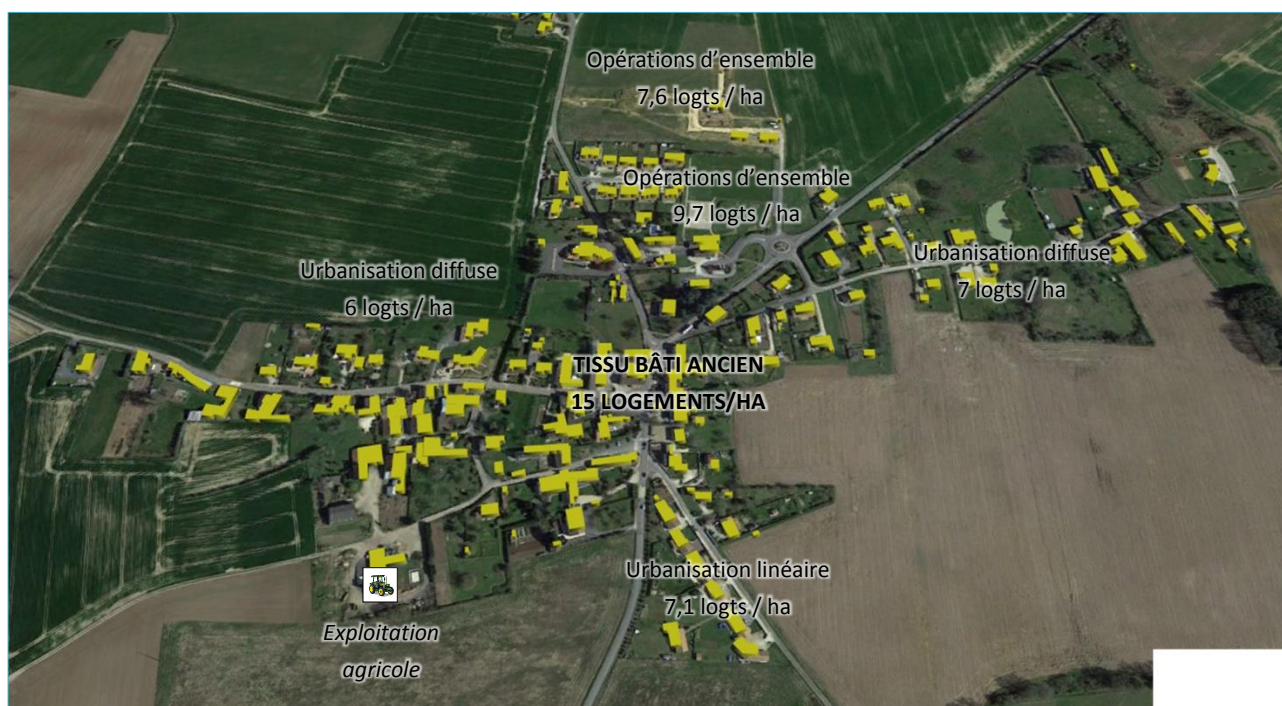 Opérations d’ensemble
7,6 logts / ha
Opérations d’ensemble
9,7 logts / ha
Urbanisation diffuse
6 logts / ha
Urbanisation diffuse
7 logts / ha
TISSU BÂTI ANCIEN
15 LOGEMENTS/HA
Urbanisation linéaire
7,1 logts / ha
Exploitation
agricole